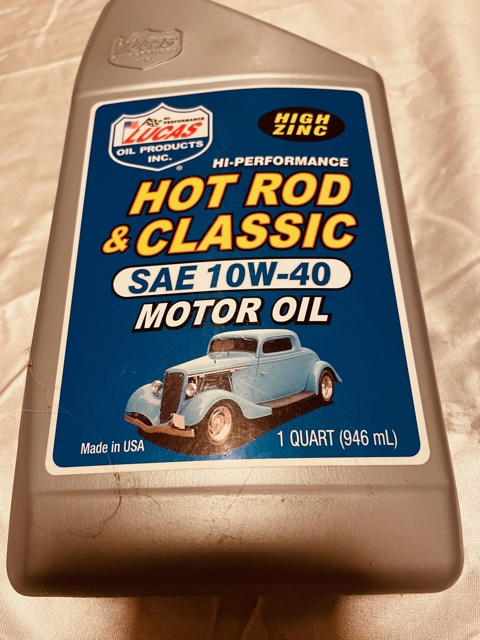 HI-PERFORMANCE
LUCAS
OIL PRODUCTS
INC.
®
HIGH
ZINC
HI-PERFORMANCE
HOT ROD
& CLASSIC
SAE 10W-40
MOTOR OIL
Made in USA
1 QUART (946 mL)